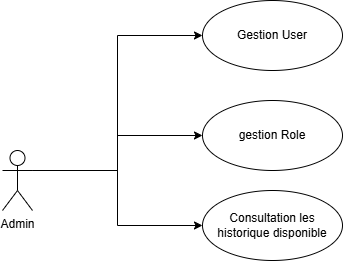 Gestion User
gestion Role
Admin
Consultation les
historique disponible